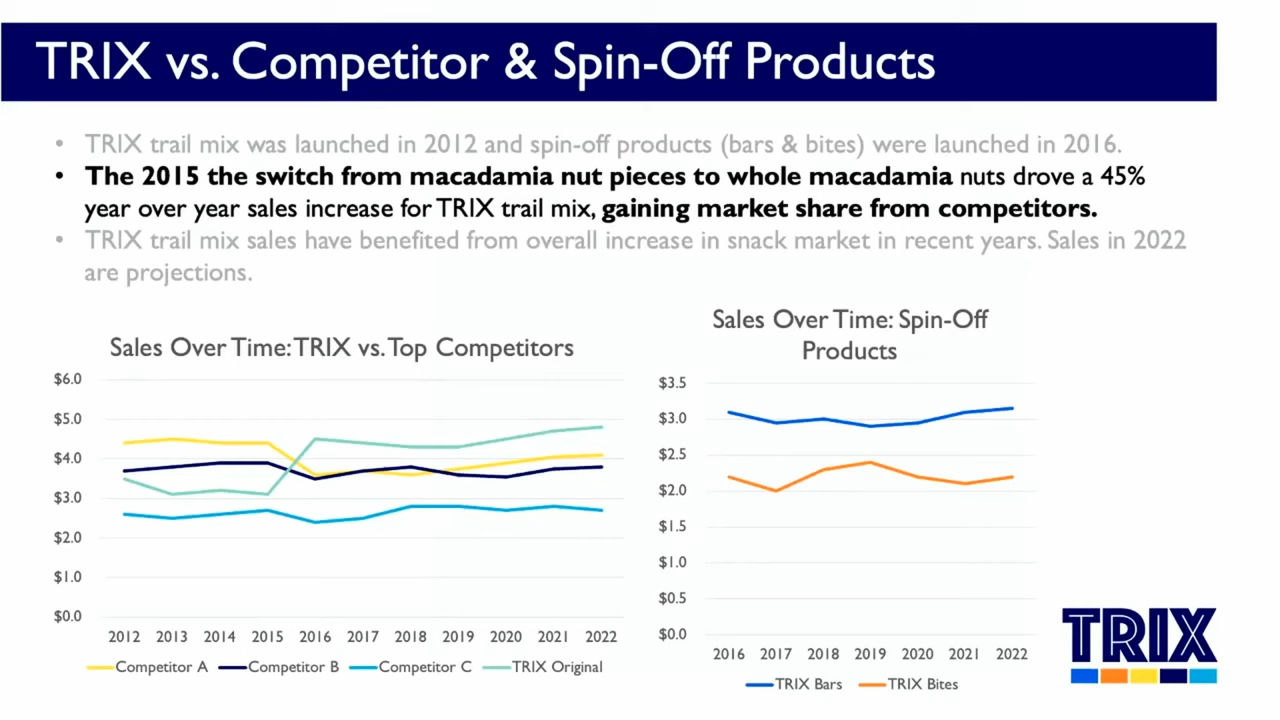 TRIX vs. Competitor & Spin-Off Products
• TRIX trail mix was launched in 2012 and spin-off products (bars & bites) were launched in 2016.
• The 2015 the switch from macadamia nut pieces to whole macadamia nuts drove a 45%
year over year sales increase for TRIX trail mix, gaining market share from competitors.
• TRIX trail mix sales have benefited from overall increase in snack market in recent years. Sales in 2022
are projections.
Sales Over Time: TRIX vs. Top Competitors
$6.0
$5.0
$4.0
$3.0
$2.0
$1.0
$0.0
2012 2013 2014 2015 2016 2017 2018 2019 2020 2021 2022
Competitor A Competitor B Competitor C TRIX Original
Sales Over Time: Spin-Off
Products
$3.5
$3.0
$2.5
$2.0
$1.5
$1.0
$0.5
$0.0
2016 2017 2018 2019 2020 2021 2022
TRIX Bars TRIX Bites
TRIX